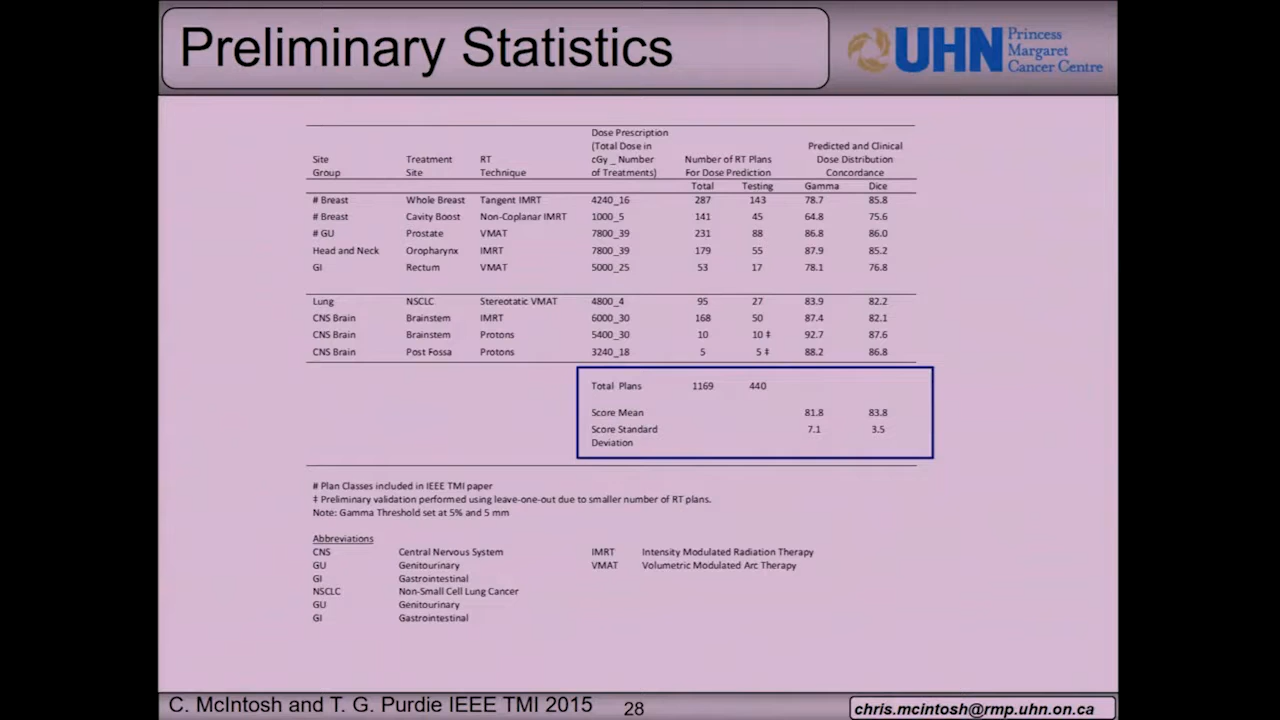 Preliminary Statistics
UHN Princess Margaret Cancer Centre
Site Group Treatment Site RT Technique Dose Prescription (Total Dose in cGy _ Number of Treatments) Number of RT Plans For Dose Prediction Predicted and Clinical Dose Distribution Concordance
Total Testing Gamma Dice
# Breast Whole Breast Tangent IMRT 4240_16 287 143 78.7 85.8
# Breast Cavity Boost Non-Coplanar IMRT 1000_5 141 45 64.8 75.6
# GU Prostate VMAT 7800_39 231 88 86.8 86.0
Head and Neck Oropharynx IMRT 7800_39 179 55 87.9 85.2
GI Rectum VMAT 5000_25 53 17 78.1 76.8
Lung NSCLC Stereotatic VMAT 4800_4 95 27 83.9 82.2
CNS Brain Brainstem IMRT 6000_30 168 50 87.4 82.1
CNS Brain Brainstem Protons 5400_30 10 10 ‡ 92.7 87.6
CNS Brain Post Fossa Protons 3240_18 5 5 ‡ 88.2 86.8
Total Plans 1169 440
Score Mean 81.8 83.8
Score Standard Deviation 7.1 3.5
# Plan Classes included in IEEE TMI paper
‡ Preliminary validation performed using leave-one-out due to smaller number of RT plans.
Note: Gamma Threshold set at 5% and 5 mm
Abbreviations
CNS Central Nervous System IMRT Intensity Modulated Radiation Therapy
GU Genitourinary VMAT Volumetric Modulated Arc Therapy
GI Gastrointestinal
NSCLC Non-Small Cell Lung Cancer
GU Genitourinary
GI Gastrointestinal
C. McIntosh and T. G. Purdie IEEE TMI 2015 28 chris.mcintosh@rmp.uhn.on.ca